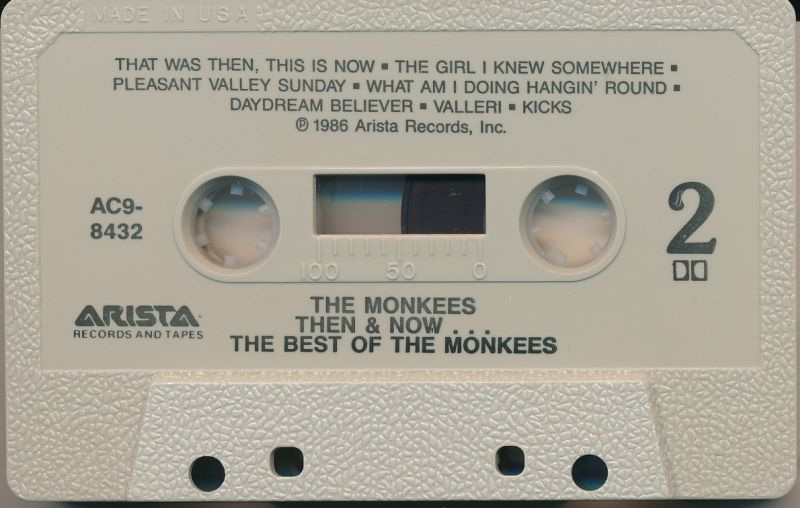 MADE IN USA
THAT WAS THEN, THIS IS NOW ▪ THE GIRL I KNEW SOMEWHERE ▪
PLEASANT VALLEY SUNDAY ▪ WHAT AM I DOING HANGIN' ROUND ▪
DAYDREAM BELIEVER ▪ VALLERI ▪ KICKS
℗ 1986 Arista Records, Inc.
AC9-
8432
2
100 50 0
ARISTA™
RECORDS AND TAPES
THE MONKEES
THEN & NOW . . .
THE BEST OF THE MONKEES